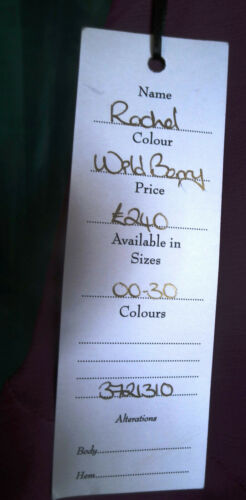 Name
Rachel
Colour
Wild Berry
Price
£240
Available in
Sizes
00-30
Colours
3721310
Alterations
Body
Hem